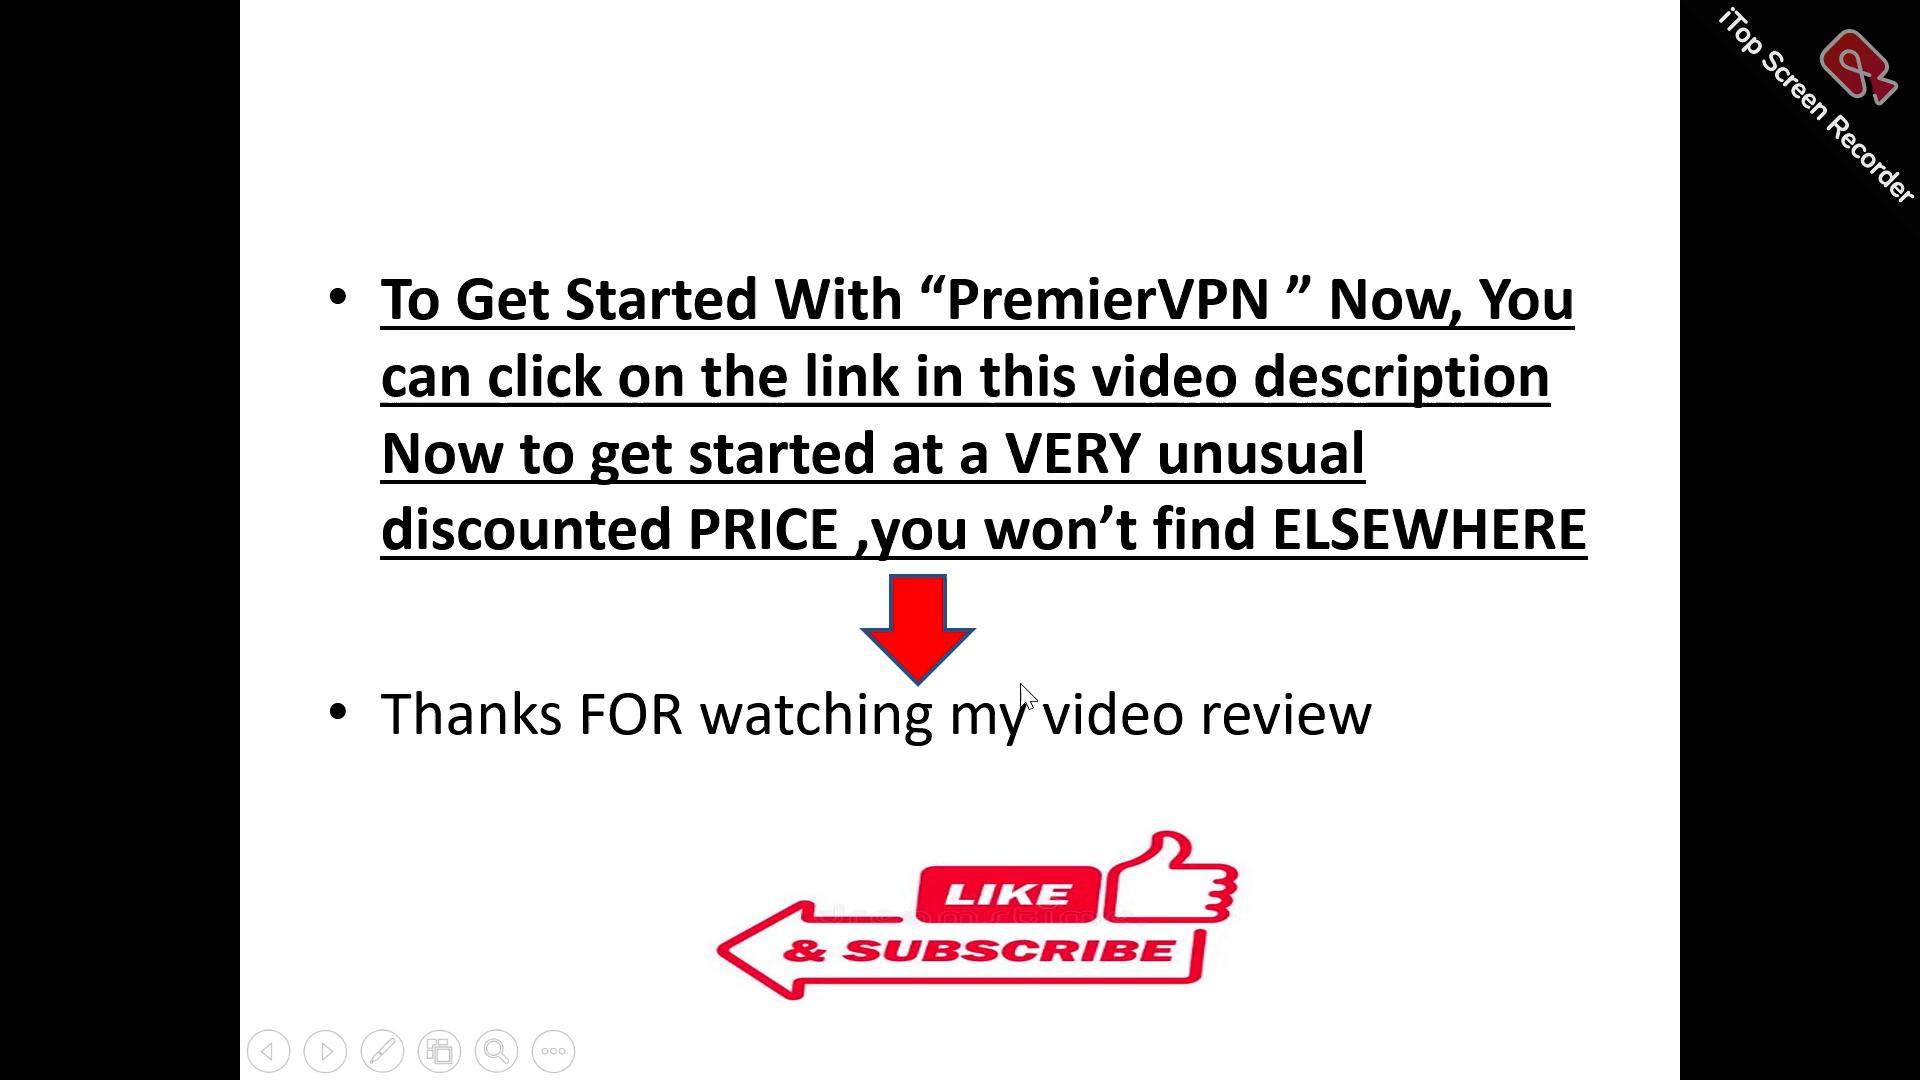 iTop Screen Recorder
• To Get Started With “PremierVPN ” Now, You
can click on the link in this video description
Now to get started at a VERY unusual
discounted PRICE ,you won’t find ELSEWHERE
• Thanks FOR watching my video review
LIKE
& SUBSCRIBE